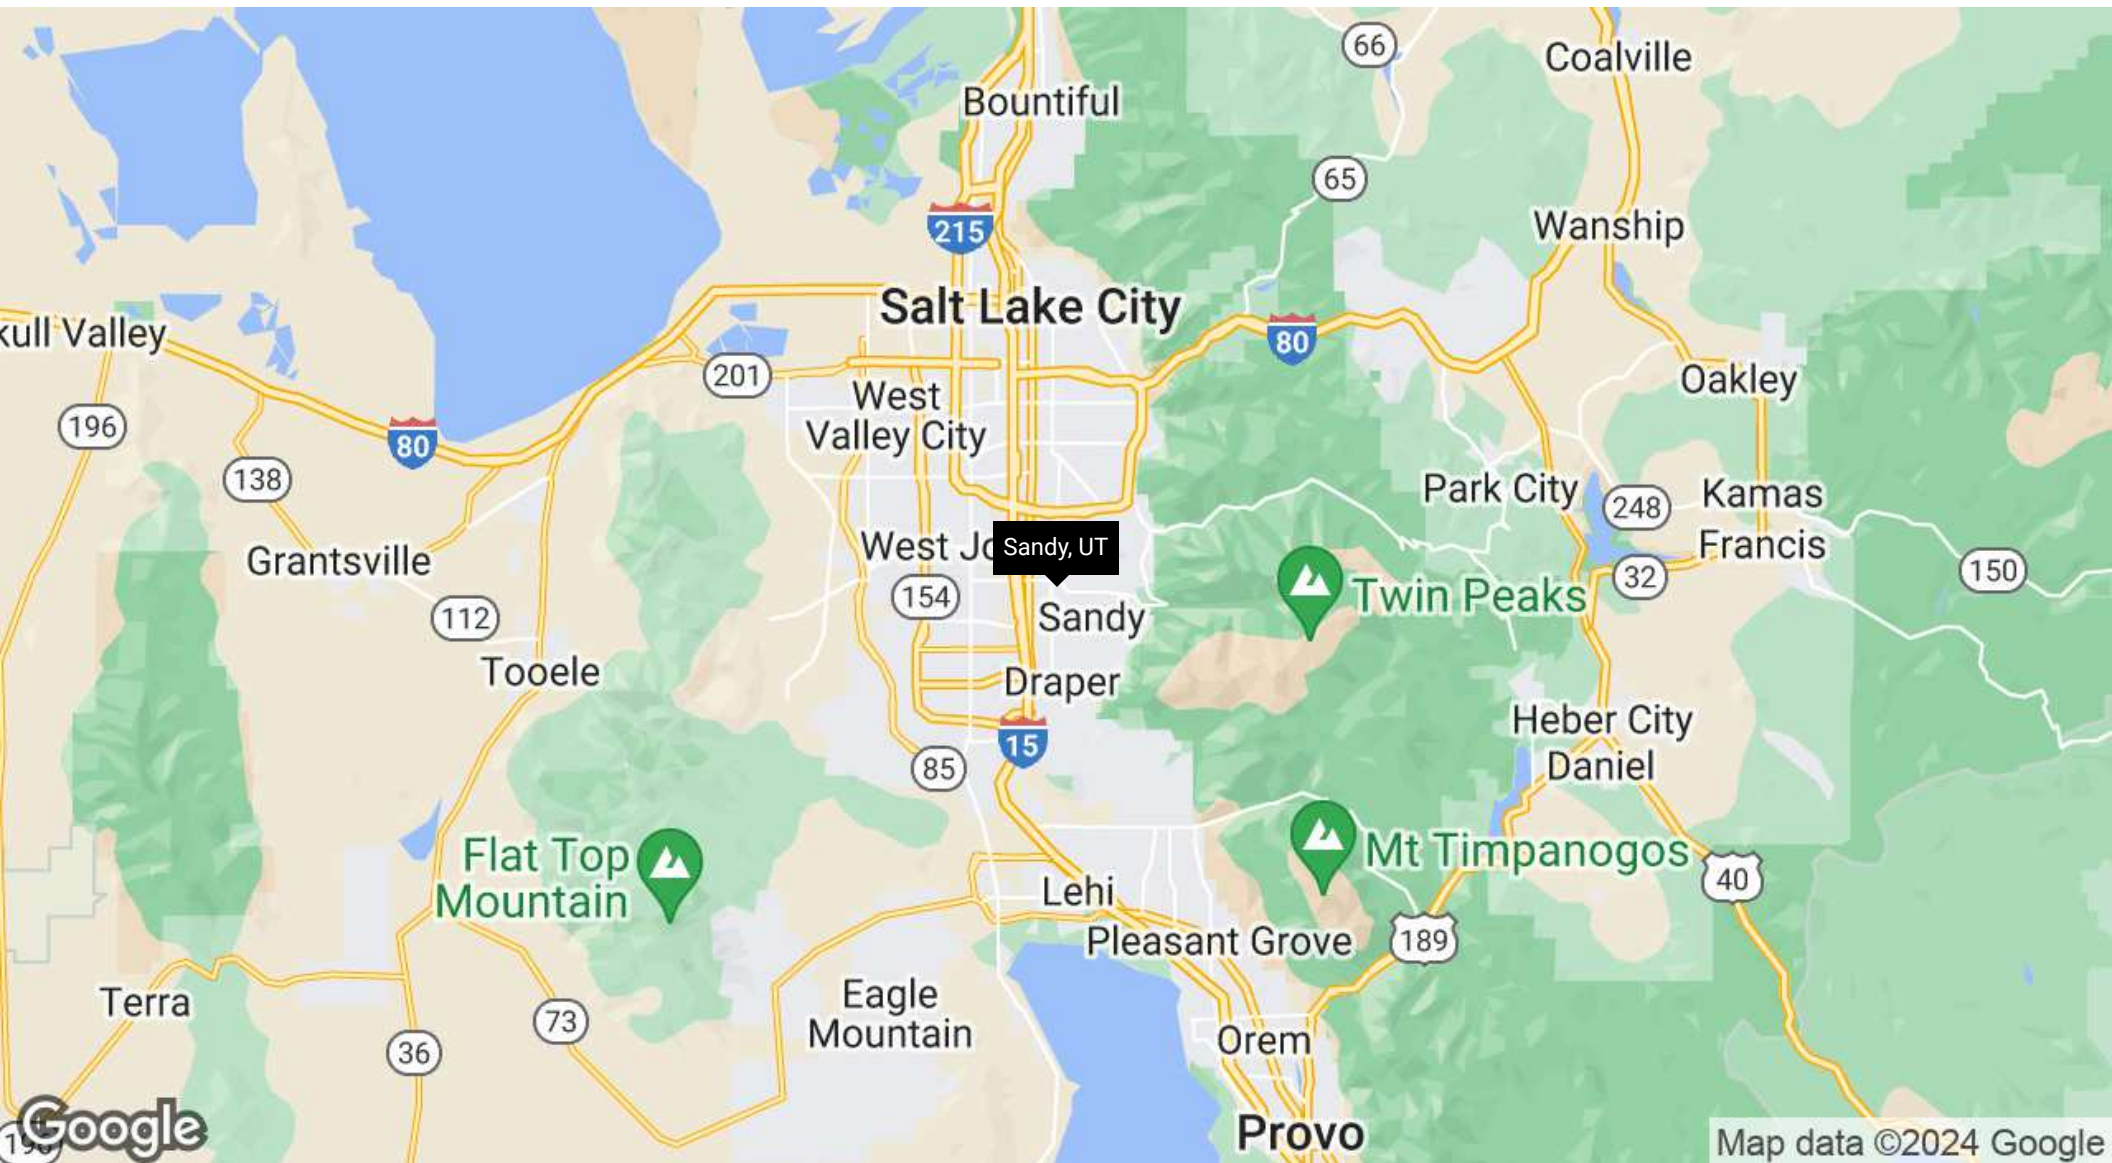 66
Coalville
Bountiful
65
215
Wanship
Salt Lake City
kull Valley
80
201
Oakley
West
Valley City
196
80
138
Park City
248
Kamas
Grantsville
West Jo
Sandy, UT
Francis
154
Twin Peaks
32
150
112
Sandy
Tooele
Draper
Heber City
15
Daniel
85
Flat Top
Mountain
Mt Timpanogos
40
Lehi
Pleasant Grove
189
Terra
Eagle
Mountain
73
Orem
36
Google
Provo
196
Map data ©2024 Google